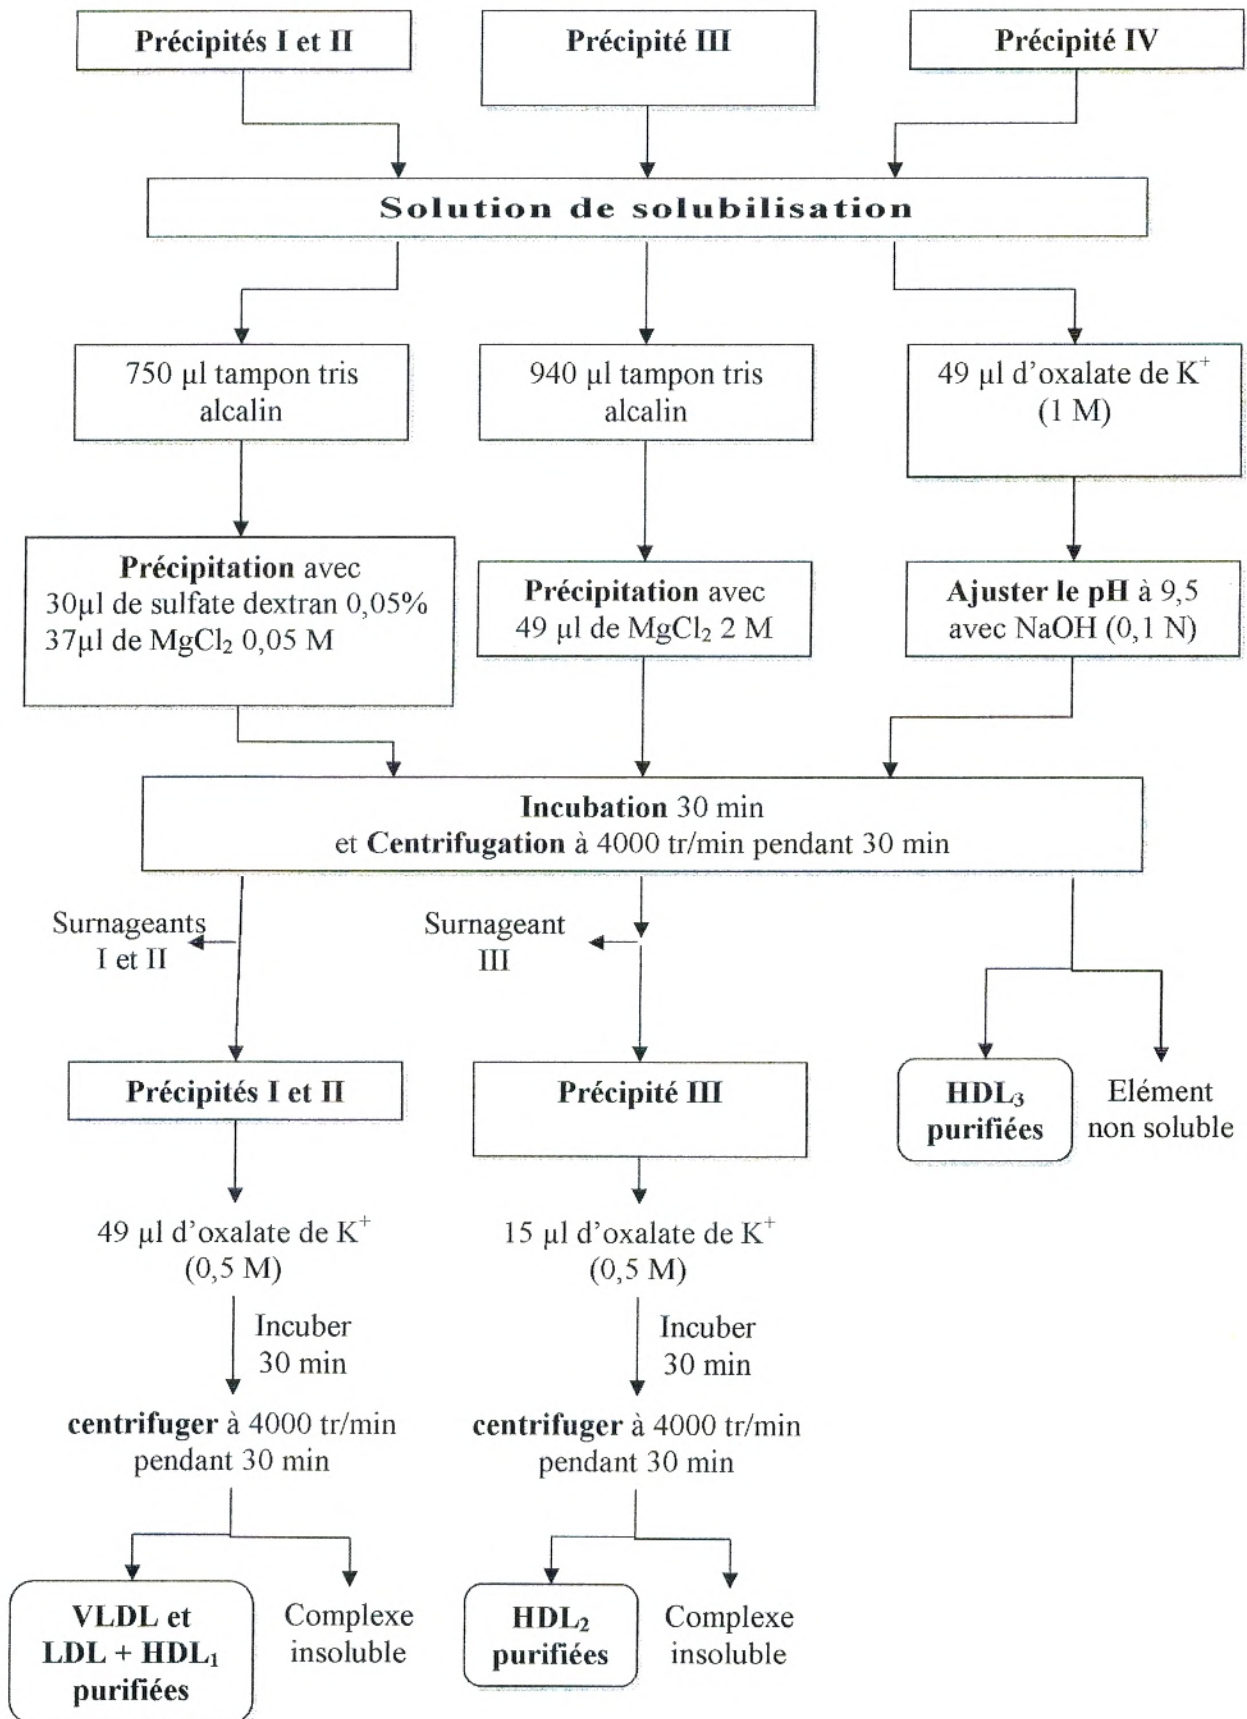 Précipités I et II
Précipité III
Précipité IV
Solution de solubilisation
750 µl tampon tris
alcalin
940 µl tampon tris
alcalin
49 µl d’oxalate de K⁺
(1 M)
Précipitation avec
30µl de sulfate dextran 0,05%
37µl de MgCl₂ 0,05 M
Précipitation avec
49 µl de MgCl₂ 2 M
Ajuster le pH à 9,5
avec NaOH (0,1 N)
Incubation 30 min
et Centrifugation à 4000 tr/min pendant 30 min
Surnageants
I et II
Surnageant
III
Précipités I et II
Précipité III
HDL₃
purifiées
Elément
non soluble
49 µl d’oxalate de K⁺
(0,5 M)
15 µl d’oxalate de K⁺
(0,5 M)
Incuber
30 min
Incuber
30 min
centrifuger à 4000 tr/min
pendant 30 min
centrifuger à 4000 tr/min
pendant 30 min
VLDL et
LDL + HDL₁
purifiées
Complexe
insoluble
HDL₂
purifiées
Complexe
insoluble